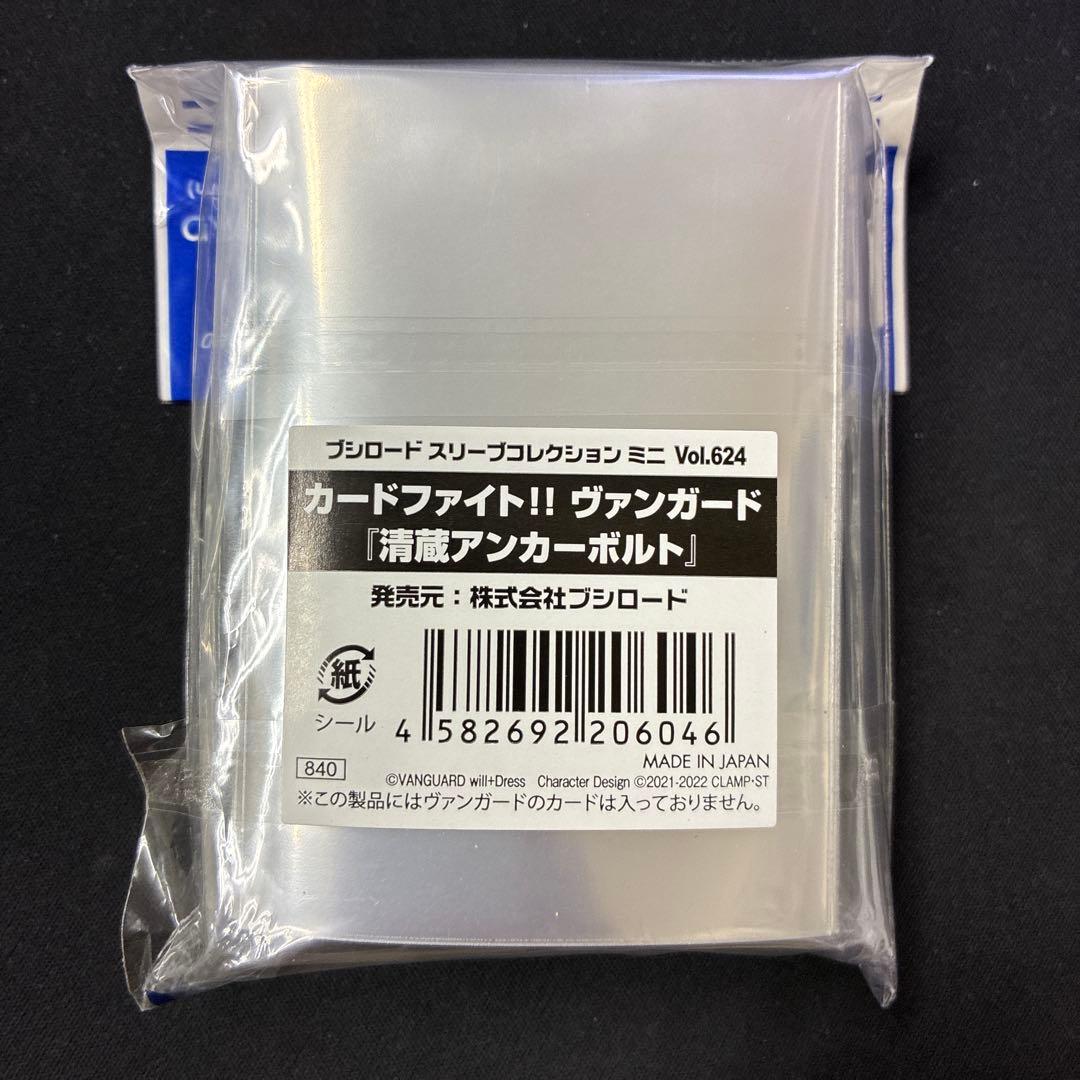 ブシロード スリーブコレクション ミニ Vol.624
カードファイト!! ヴァンガード
『清蔵アンカーボルト』
発売元：株式会社ブシロード
紙
シール
4 582692 206046
MADE IN JAPAN
840
©VANGUARD will+Dress Character Design ©2021-2022 CLAMP・ST
※この製品にはヴァンガードのカードは入っておりません。